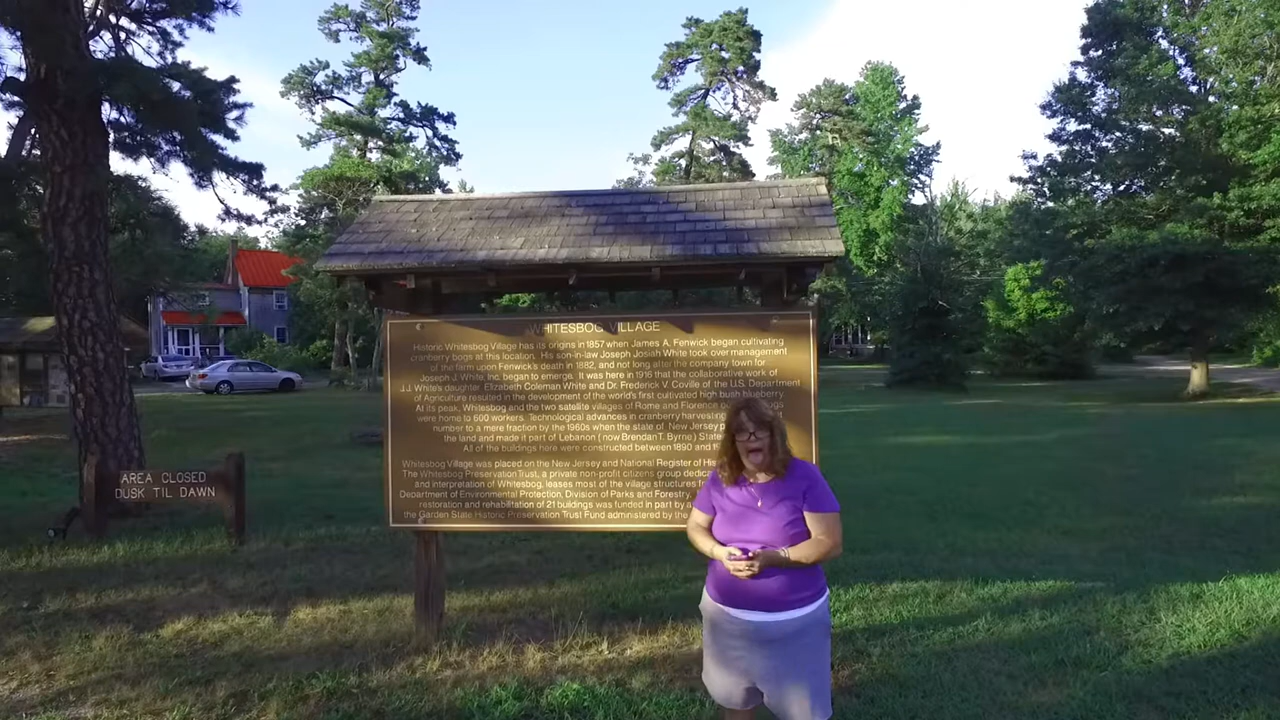 WHITESBOG VILLAGE
Historic Whitesbog Village has its origins in 1857 when James A. Fenwick began cultivating
cranberry bogs at this location. His son-in-law Joseph Josiah White took over management
of the farm upon Fenwick's death in 1882, and not long after the company town for
Joseph J. White, Inc. began to emerge. It was here in 1916 that the collaborative work of
J.J. White's daughter, Elizabeth Coleman White and Dr. Frederick V. Coville of the U.S. Department
of Agriculture resulted in the development of the world's first cultivated high bush blueberry.
At its peak, Whitesbog and the two satellite villages of Rome and Florence
were home to 600 workers. Technological advances in cranberry harvesting
number to a mere fraction by the 1960s when the state of New Jersey
the land and made it part of Lebanon (now Brendan T. Byrne) State
All of the buildings here were constructed between 1890 and
Whitesbog Village was placed on the New Jersey and National Register of
The Whitesbog Preservation Trust, a private non-profit citizens group
and interpretation of Whitesbog, leases most of the village structures
Department of Environmental Protection, Division of Parks and Forestry.
restoration and rehabilitation of 21 buildings was funded in part by a
the Garden State Historic Preservation Trust Fund administered by the
AREA CLOSED
DUSK TIL DAWN